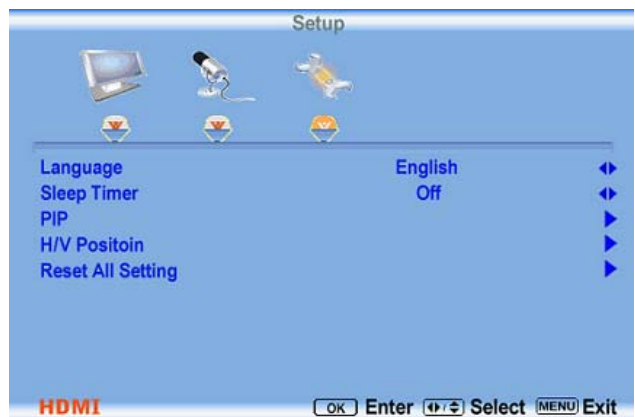 Setup
Language English
Sleep Timer Off
PIP
H/V Positoin
Reset All Setting
HDMI OK Enter Select MENU Exit